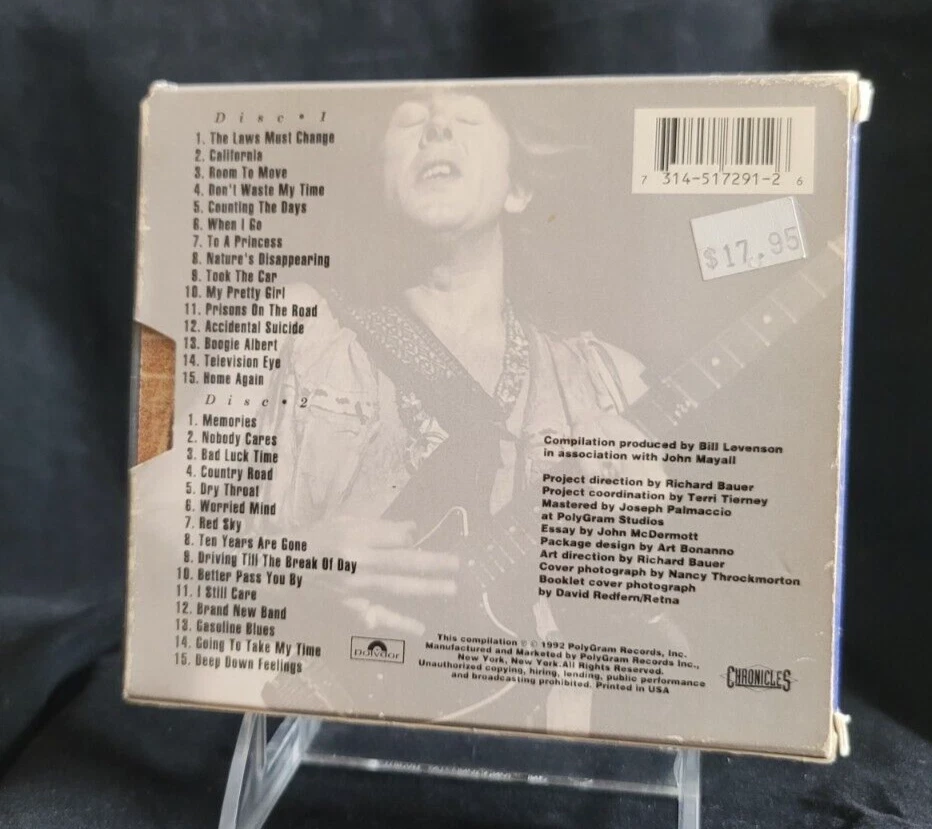 Disc • 1
1. The Laws Must Change
2. California
3. Room To Move
4. Don't Waste My Time
5. Counting The Days
6. When I Go
7. To A Princess
8. Nature's Disappearing
9. Took The Car
10. My Pretty Girl
11. Prisons On The Road
12. Accidental Suicide
13. Boogie Albert
14. Television Eye
15. Home Again
Disc • 2
1. Memories
2. Nobody Cares
3. Bad Luck Time
4. Country Road
5. Dry Throat
6. Worried Mind
7. Red Sky
8. Ten Years Are Gone
9. Driving Till The Break Of Day
10. Better Pass You By
11. I Still Care
12. Brand New Band
13. Gasoline Blues
14. Going To Take My Time
15. Deep Down Feelings
7 314-517291-2 6
$17.95
Compilation produced by Bill Levenson
in association with John Mayall
Project direction by Richard Bauer
Project coordination by Terri Tierney
Mastered by Joseph Palmaccio
at PolyGram Studios
Essay by John McDermott
Package design by Art Bonanno
Art direction by Richard Bauer
Cover photograph by Nancy Throckmorton
Booklet cover photograph
by David Redfern/Retna
Polydor
This compilation ℗ © 1992 PolyGram Records, Inc.
Manufactured and Marketed by PolyGram Records Inc.,
New York, New York. All Rights Reserved.
Unauthorized copying, hiring, lending, public performance
and broadcasting prohibited. Printed in USA
CHRONICLES